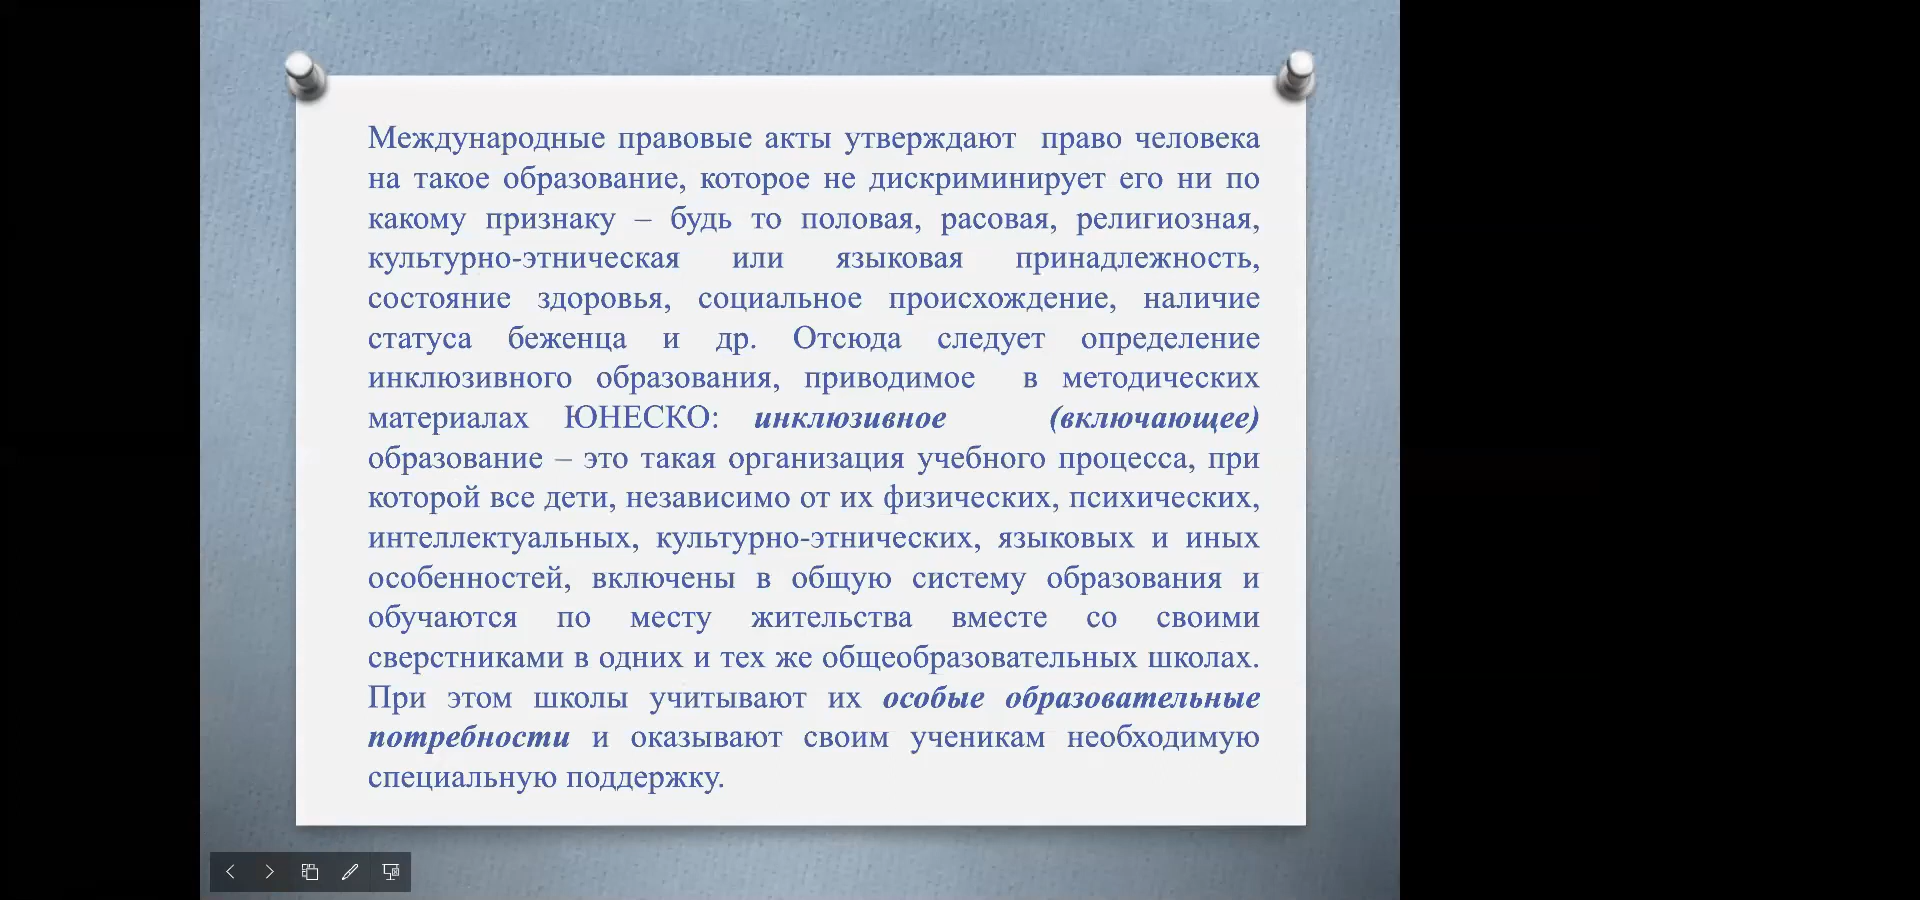 Международные правовые акты утверждают право человека
на такое образование, которое не дискриминирует его ни по
какому признаку – будь то половая, расовая, религиозная,
культурно-этническая или языковая принадлежность,
состояние здоровья, социальное происхождение, наличие
статуса беженца и др. Отсюда следует определение
инклюзивного образования, приводимое в методических
материалах ЮНЕСКО: инклюзивное (включающее)
образование – это такая организация учебного процесса, при
которой все дети, независимо от их физических, психических,
интеллектуальных, культурно-этнических, языковых и иных
особенностей, включены в общую систему образования и
обучаются по месту жительства вместе со своими
сверстниками в одних и тех же общеобразовательных школах.
При этом школы учитывают их особые образовательные
потребности и оказывают своим ученикам необходимую
специальную поддержку.